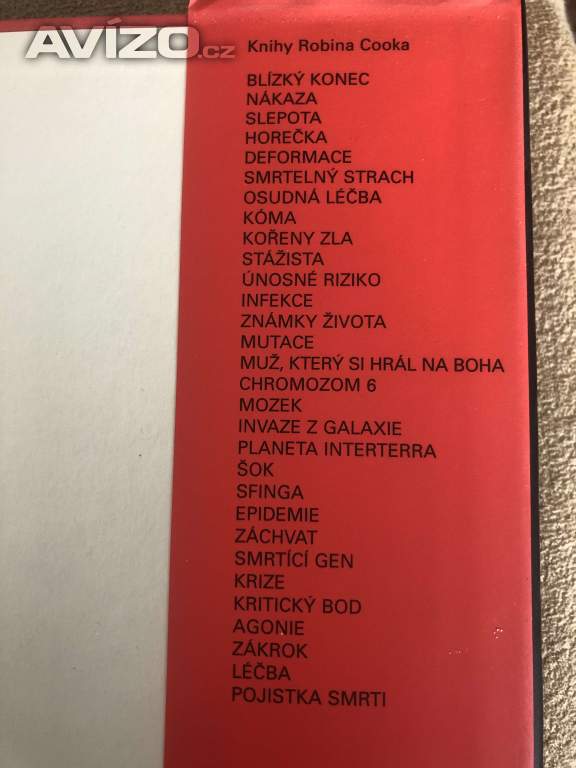 AVÍZO.cz
Knihy Robina Cooka
BLÍZKÝ KONEC
NÁKAZA
SLEPOTA
HOREČKA
DEFORMACE
SMRTELNÝ STRACH
OSUDNÁ LÉČBA
KÓMA
KOŘENY ZLA
STÁŽISTA
ÚNOSNÉ RIZIKO
INFEKCE
ZNÁMKY ŽIVOTA
MUTACE
MUŽ, KTERÝ SI HRÁL NA BOHA
CHROMOZOM 6
MOZEK
INVAZE Z GALAXIE
PLANETA INTERTERRA
ŠOK
SFINGA
EPIDEMIE
ZÁCHVAT
SMRTÍCÍ GEN
KRIZE
KRITICKÝ BOD
AGONIE
ZÁKROK
LÉČBA
POJISTKA SMRTI